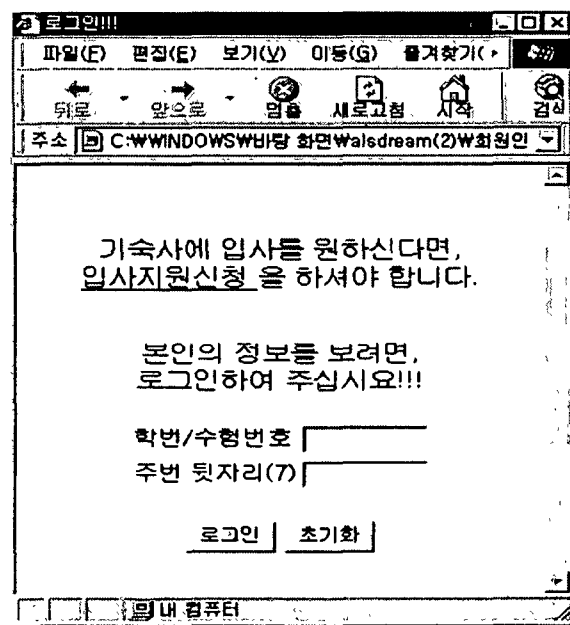 로그인!!!
파일(F) 편집(E) 보기(V) 이동(G) 즐겨찾기(
뒤로 앞으로 멈춤 새로고침 시작 검색
주소 C:₩WINDOWS₩바탕 화면₩alsdream(2)₩회원인
기숙사에 입사를 원하신다면,
입사지원신청 을 하셔야 합니다.
본인의 정보를 보려면,
로그인하여 주십시요!!!
학번/수험번호
주번 뒷자리(7)
로그인 초기화
내 컴퓨터